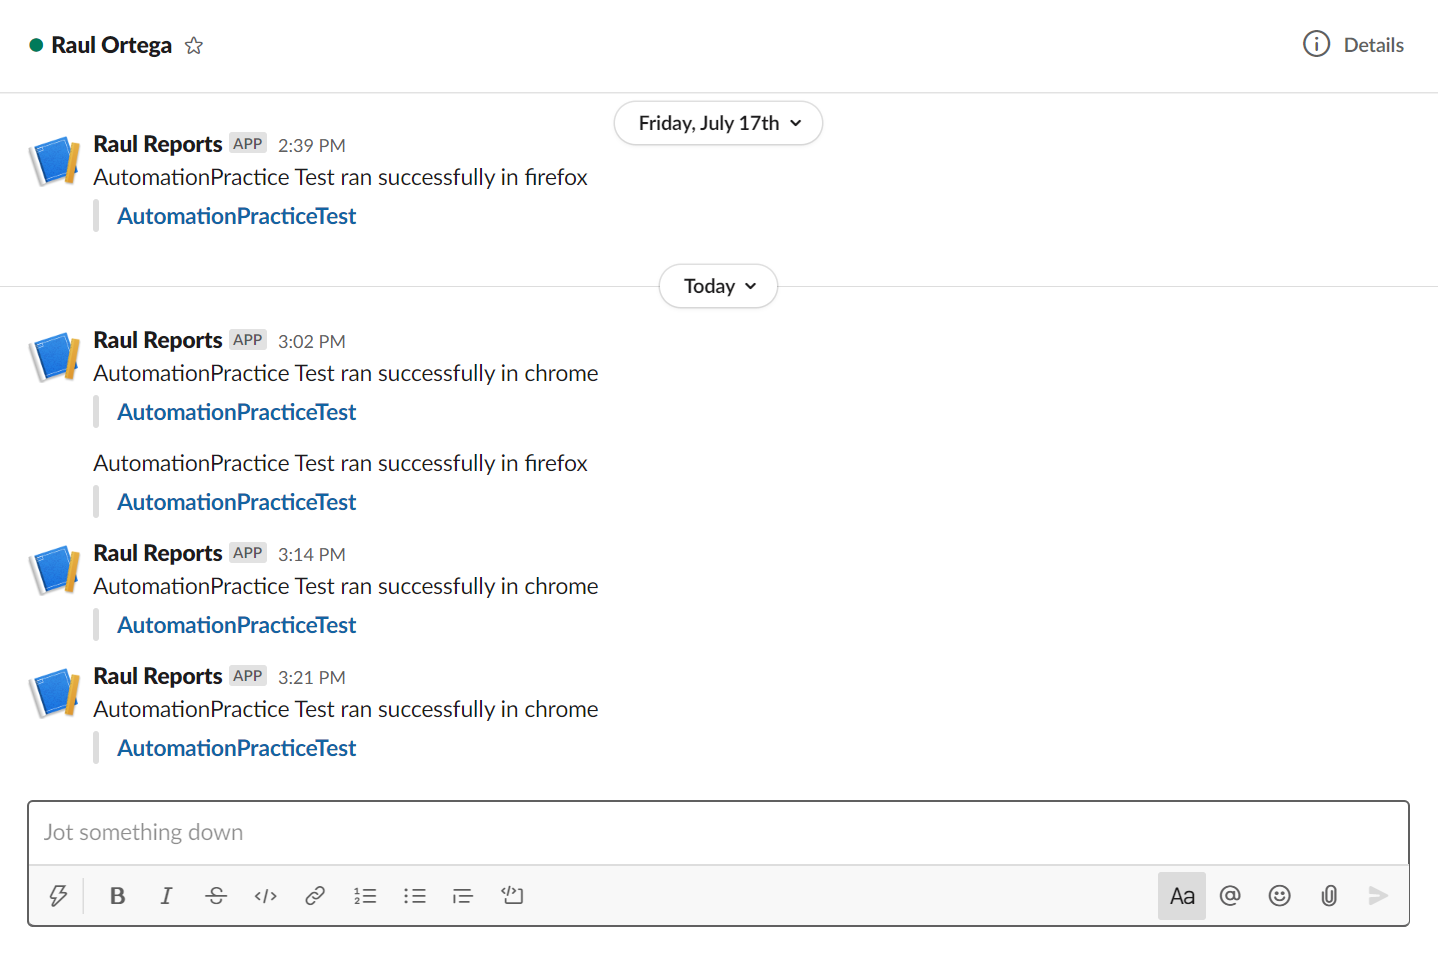 Raul Ortega
Details
Friday, July 17th
Raul Reports APP 2:39 PM
AutomationPractice Test ran successfully in firefox
AutomationPracticeTest
Today
Raul Reports APP 3:02 PM
AutomationPractice Test ran successfully in chrome
AutomationPracticeTest
AutomationPractice Test ran successfully in firefox
AutomationPracticeTest
Raul Reports APP 3:14 PM
AutomationPractice Test ran successfully in chrome
AutomationPracticeTest
Raul Reports APP 3:21 PM
AutomationPractice Test ran successfully in chrome
AutomationPracticeTest
Jot something down
B I S </> Aa @